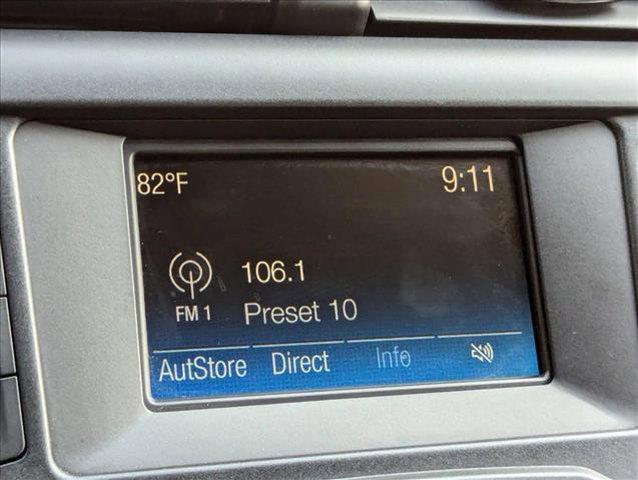 82°F 9:11
106.1
FM 1 Preset 10
AutStore Direct Info